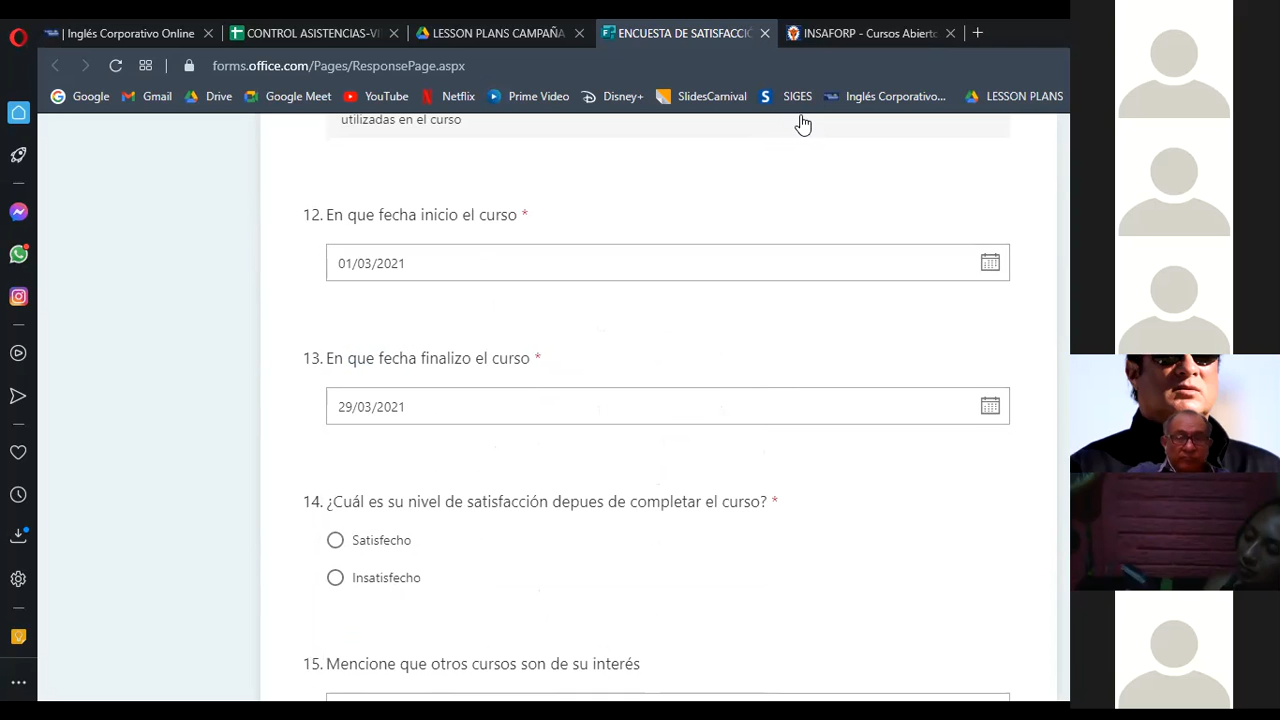 Inglés Corporativo Online
CONTROL ASISTENCIAS-VI
LESSON PLANS CAMPAÑA
ENCUESTA DE SATISFACCIÓ
INSAFORP - Cursos Abierto
forms.office.com/Pages/ResponsePage.aspx
Google
Gmail
Drive
Google Meet
YouTube
Netflix
Prime Video
Disney+
SlidesCarnival
S SIGES
Inglés Corporativo...
LESSON PLANS
utilizadas en el curso
12. En que fecha inicio el curso *
01/03/2021
13. En que fecha finalizo el curso *
29/03/2021
14. ¿Cuál es su nivel de satisfacción depues de completar el curso? *
Satisfecho
Insatisfecho
15. Mencione que otros cursos son de su interés